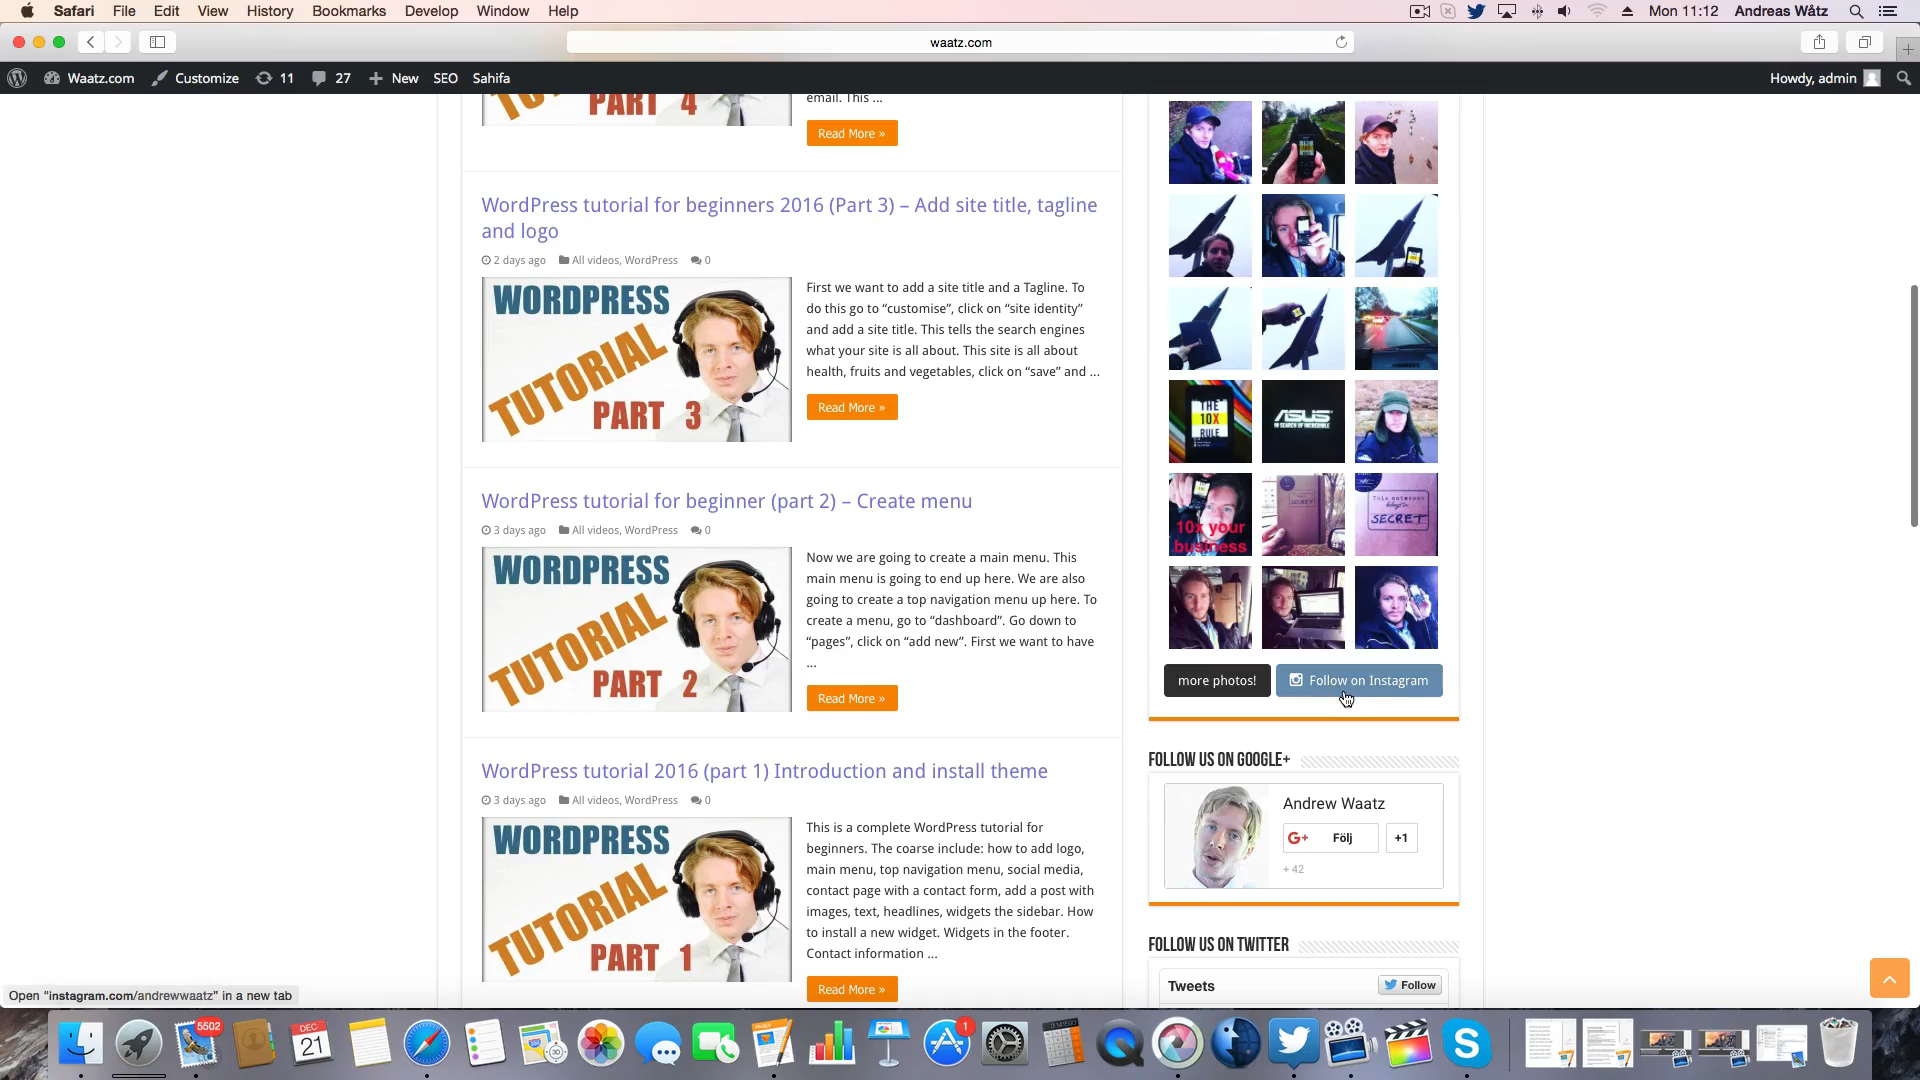 Safari File Edit View History Bookmarks Develop Window Help
Mon 11:12 Andreas Wåtz
waatz.com
Waatz.com Customize 11 27 New SEO Sahifa
Howdy, admin
PART 4
email. This ...
Read More »
WordPress tutorial for beginners 2016 (Part 3) – Add site title, tagline
and logo
2 days ago All videos, WordPress 0
WORDPRESS
TUTORIAL
PART 3
First we want to add a site title and a Tagline. To
do this go to “customise”, click on “site identity”
and add a site title. This tells the search engines
what your site is all about. This site is all about
health, fruits and vegetables, click on “save” and ...
Read More »
WordPress tutorial for beginner (part 2) – Create menu
3 days ago All videos, WordPress 0
WORDPRESS
TUTORIAL
PART 2
Now we are going to create a main menu. This
main menu is going to end up here. We are also
going to create a top navigation menu up here. To
create a menu, go to “dashboard”. Go down to
“pages”, click on “add new”. First we want to have
...
Read More »
WordPress tutorial 2016 (part 1) Introduction and install theme
3 days ago All videos, WordPress 0
WORDPRESS
TUTORIAL
PART 1
This is a complete WordPress tutorial for
beginners. The coarse include: how to add logo,
main menu, top navigation menu, social media,
contact page with a contact form, add a post with
images, text, headlines, widgets the sidebar. How
to install a new widget. Widgets in the footer.
Contact information ...
Read More »
THE
10X
RULE
ASUS
IN SEARCH OF INCREDIBLE
10x your
business
This notebook
belongs to
SECRET
more photos!
Follow on Instagram
FOLLOW US ON GOOGLE+
Andrew Waatz
G+ Följ +1
+ 42
FOLLOW US ON TWITTER
Tweets
Follow
Open “instagram.com/andrewwaatz” in a new tab
5502
DEC
21
1